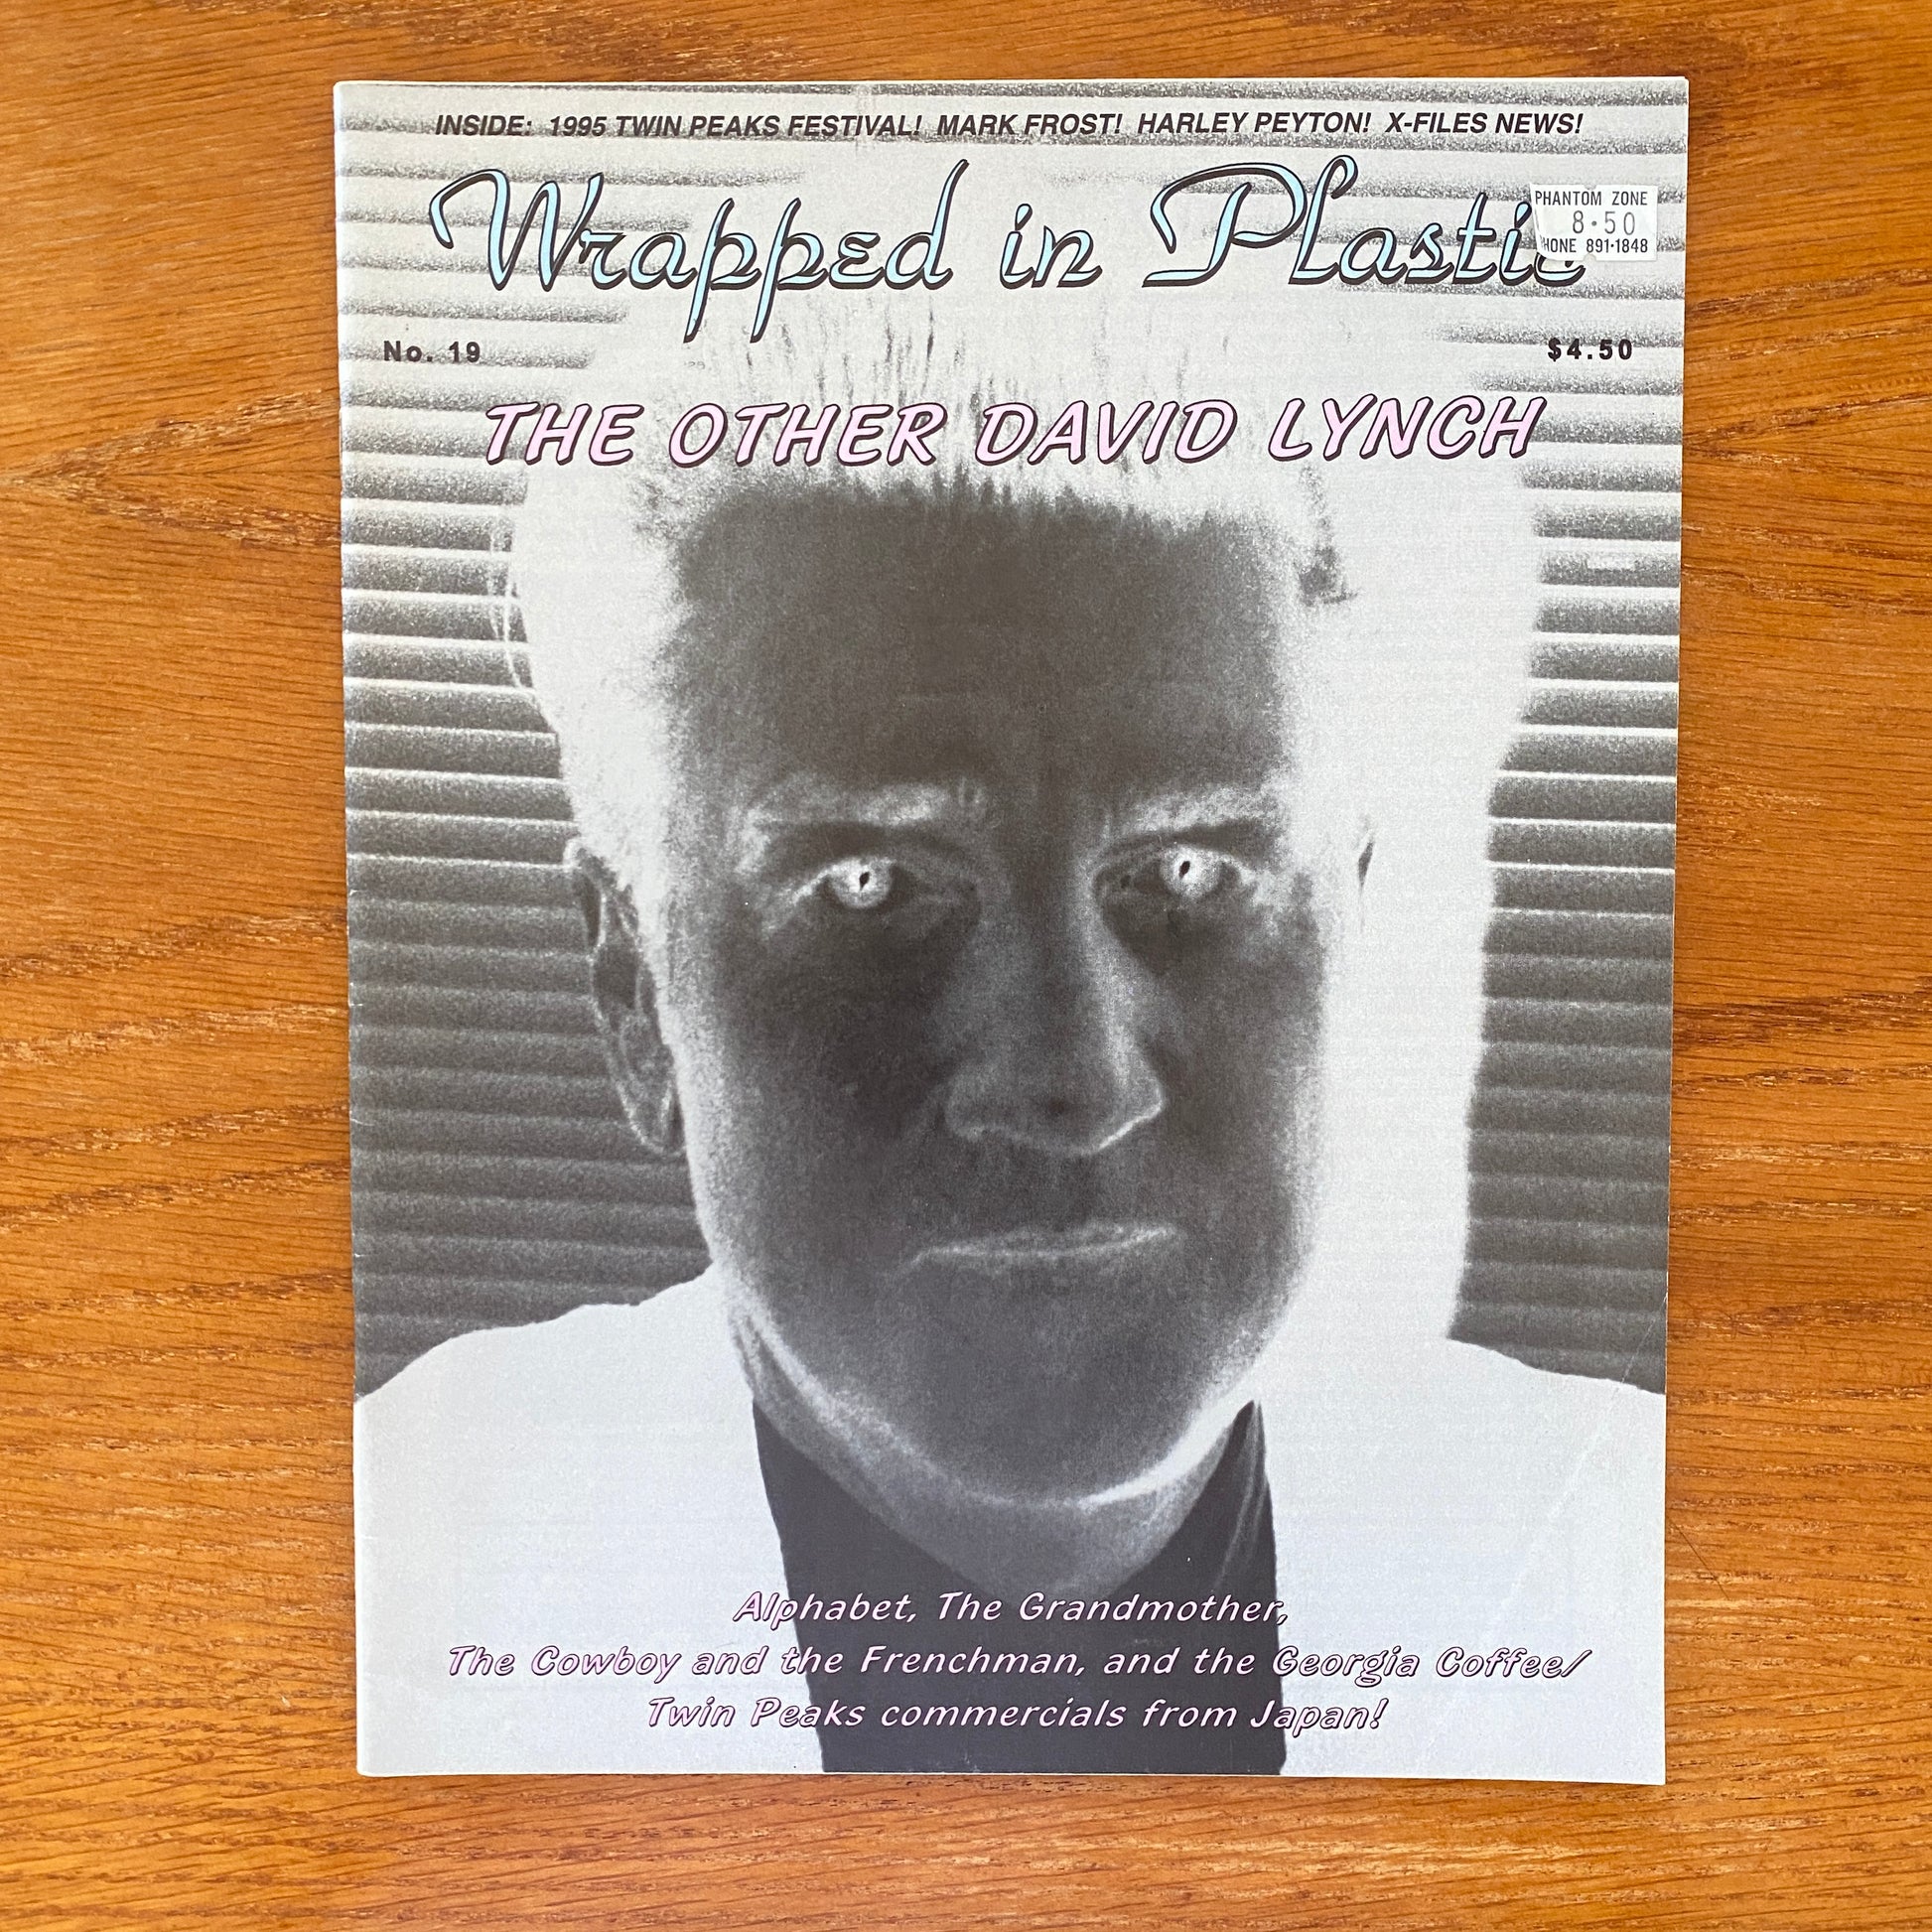 INSIDE: 1995 TWIN PEAKS FESTIVAL! MARK FROST! HARLEY PEYTON! X-FILES NEWS!
Wrapped in Plastic
PHANTOM ZONE
8·50
HONE 891·1848
No. 19
$4.50
THE OTHER DAVID LYNCH
Alphabet, The Grandmother,
The Cowboy and the Frenchman, and the Georgia Coffee/
Twin Peaks commercials from Japan!